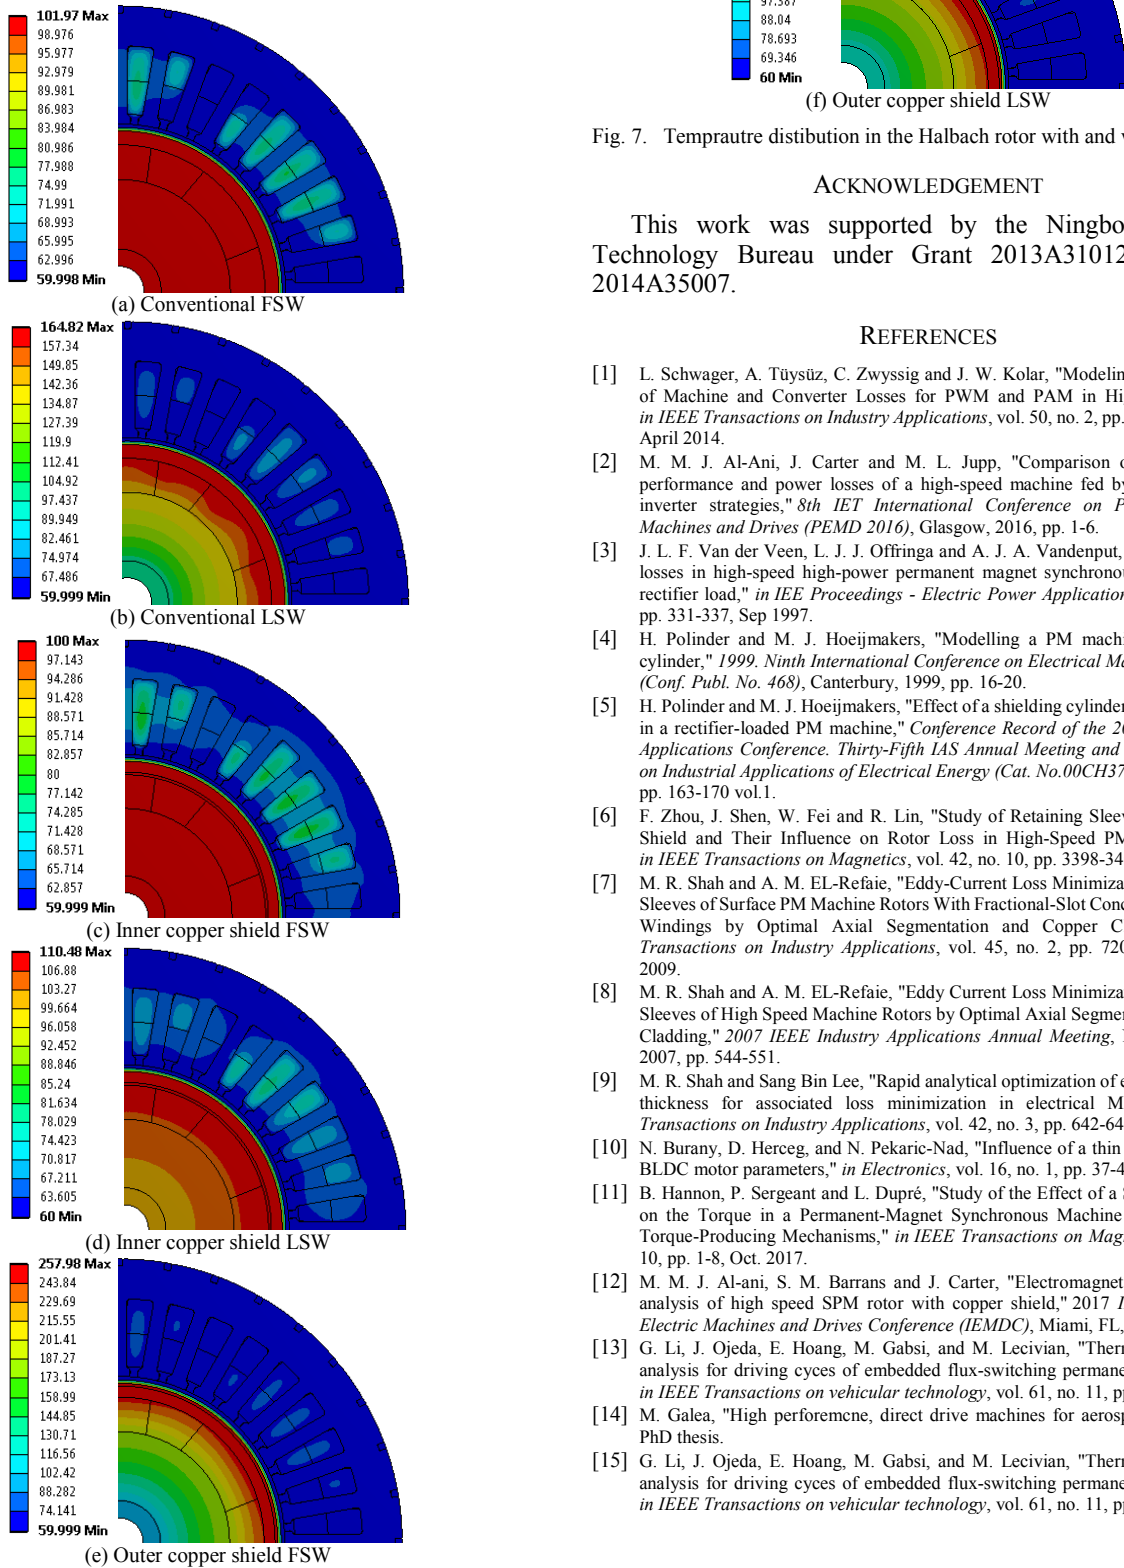 101.97 Max
98.976
95.977
92.979
89.981
86.983
83.984
80.986
77.988
74.99
71.991
68.993
65.995
62.996
59.998 Min
(a) Conventional FSW
164.82 Max
157.34
149.85
142.36
134.87
127.39
119.9
112.41
104.92
97.437
89.949
82.461
74.974
67.486
59.999 Min
(b) Conventional LSW
100 Max
97.143
94.286
91.428
88.571
85.714
82.857
80
77.142
74.285
71.428
68.571
65.714
62.857
59.999 Min
(c) Inner copper shield FSW
110.48 Max
106.88
103.27
99.664
96.058
92.452
88.846
85.24
81.634
78.029
74.423
70.817
67.211
63.605
60 Min
(d) Inner copper shield LSW
257.98 Max
243.84
229.69
215.55
201.41
187.27
173.13
158.99
144.85
130.71
116.56
102.42
88.282
74.141
59.999 Min
(e) Outer copper shield FSW
97.387
88.04
78.693
69.346
60 Min
(f) Outer copper shield LSW
Fig. 7. Temprautre distibution in the Halbach rotor with and
ACKNOWLEDGEMENT
This work was supported by the Ningbo
Technology Bureau under Grant 2013A31012
2014A35007.
REFERENCES
[1] L. Schwager, A. Tüysüz, C. Zwyssig and J. W. Kolar, "Modelin
of Machine and Converter Losses for PWM and PAM in Hi
in IEEE Transactions on Industry Applications, vol. 50, no. 2, pp.
April 2014.
[2] M. M. J. Al-Ani, J. Carter and M. L. Jupp, "Comparison o
performance and power losses of a high-speed machine fed by
inverter strategies," 8th IET International Conference on P
Machines and Drives (PEMD 2016), Glasgow, 2016, pp. 1-6.
[3] J. L. F. Van der Veen, L. J. J. Offringa and A. J. A. Vandenput,
losses in high-speed high-power permanent magnet synchronou
rectifier load," in IEE Proceedings - Electric Power Application
pp. 331-337, Sep 1997.
[4] H. Polinder and M. J. Hoeijmakers, "Modelling a PM machi
cylinder," 1999. Ninth International Conference on Electrical Ma
(Conf. Publ. No. 468), Canterbury, 1999, pp. 16-20.
[5] H. Polinder and M. J. Hoeijmakers, "Effect of a shielding cylinder
in a rectifier-loaded PM machine," Conference Record of the 20
Applications Conference. Thirty-Fifth IAS Annual Meeting and
on Industrial Applications of Electrical Energy (Cat. No.00CH37
pp. 163-170 vol.1.
[6] F. Zhou, J. Shen, W. Fei and R. Lin, "Study of Retaining Sleev
Shield and Their Influence on Rotor Loss in High-Speed PM
in IEEE Transactions on Magnetics, vol. 42, no. 10, pp. 3398-34
[7] M. R. Shah and A. M. EL-Refaie, "Eddy-Current Loss Minimiza
Sleeves of Surface PM Machine Rotors With Fractional-Slot Conc
Windings by Optimal Axial Segmentation and Copper C
Transactions on Industry Applications, vol. 45, no. 2, pp. 720
2009.
[8] M. R. Shah and A. M. EL-Refaie, "Eddy Current Loss Minimiza
Sleeves of High Speed Machine Rotors by Optimal Axial Segmen
Cladding," 2007 IEEE Industry Applications Annual Meeting,
2007, pp. 544-551.
[9] M. R. Shah and Sang Bin Lee, "Rapid analytical optimization of e
thickness for associated loss minimization in electrical M
Transactions on Industry Applications, vol. 42, no. 3, pp. 642-64
[10] N. Burany, D. Herceg, and N. Pekaric-Nad, "Influence of a thin
BLDC motor parameters," in Electronics, vol. 16, no. 1, pp. 37-4
[11] B. Hannon, P. Sergeant and L. Dupré, "Study of the Effect of a S
on the Torque in a Permanent-Magnet Synchronous Machine
Torque-Producing Mechanisms," in IEEE Transactions on Magn
10, pp. 1-8, Oct. 2017.
[12] M. M. J. Al-ani, S. M. Barrans and J. Carter, "Electromagnet
analysis of high speed SPM rotor with copper shield," 2017 I
Electric Machines and Drives Conference (IEMDC), Miami, FL,
[13] G. Li, J. Ojeda, E. Hoang, M. Gabsi, and M. Lecivian, "Therm
analysis for driving cyces of embedded flux-switching permane
in IEEE Transactions on vehicular technology, vol. 61, no. 11, pp
[14] M. Galea, "High perforemcne, direct drive machines for aerosp
PhD thesis.
[15] G. Li, J. Ojeda, E. Hoang, M. Gabsi, and M. Lecivian, "Therm
analysis for driving cyces of embedded flux-switching permane
in IEEE Transactions on vehicular technology, vol. 61, no. 11, pp